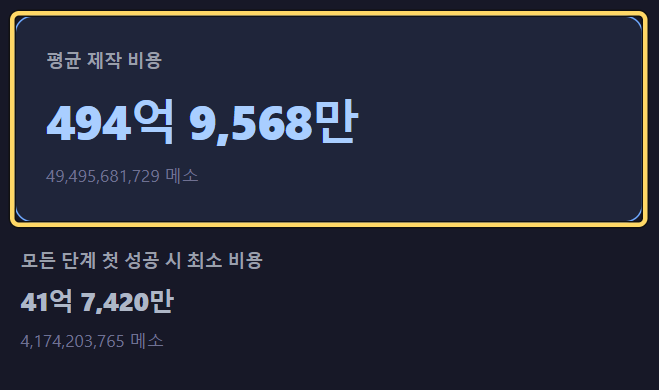 평균 제작 비용
494억 9,568만
49,495,681,729 메소
모든 단계 첫 성공 시 최소 비용
41억 7,420만
4,174,203,765 메소